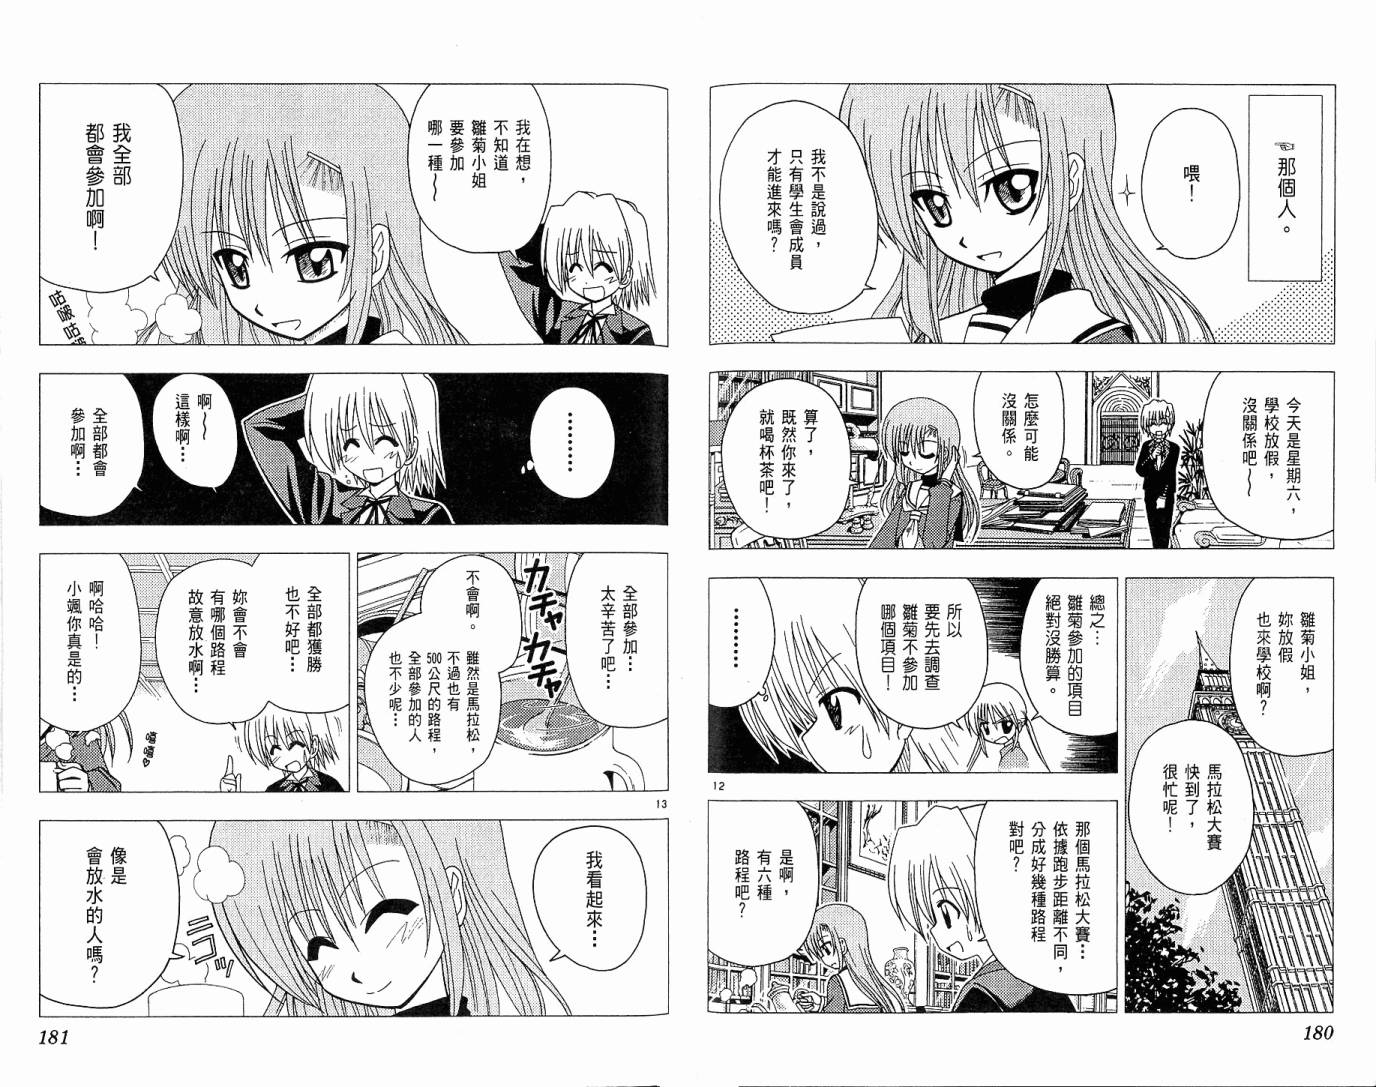 ☜那個人。
喂！
我不是說過，
只有學生會成員
才能進來嗎？
今天是星期六，
學校放假，
沒關係吧～
怎麼可能
沒關係。
算了，
既然你來了，
就喝杯茶吧！
雛菊小姐，
妳放假
也來學校啊？
馬拉松大賽
快到了，
很忙呢！
總之…
雛菊參加的項目
絕對沒勝算。
所以
要先去調查
雛菊不參加
哪個項目！
………
12
那個馬拉松大賽…
依據跑步距離不同，
分成好幾種路程
對吧？
是啊，
有六種
路程吧？
180
我在想，
不知道
雛菊小姐
要參加
哪一種～
我全部
都會參加啊！
咕啵咕啵
………
啊～
這樣啊…
全部都會
參加啊…
全部參加…
太辛苦了吧…
カチャ
カチャ
不會啊。
雖然是馬拉松，
不過也有
500公尺的路程，
全部參加的人
也不少呢…
全部都獲勝
也不好吧…
妳會不會
有哪個路程
故意放水啊…
啊哈哈！
小颯你真是的…
嘻嘻♥
13
我看起來…
像是
會放水的人嗎？
ニコッ
181